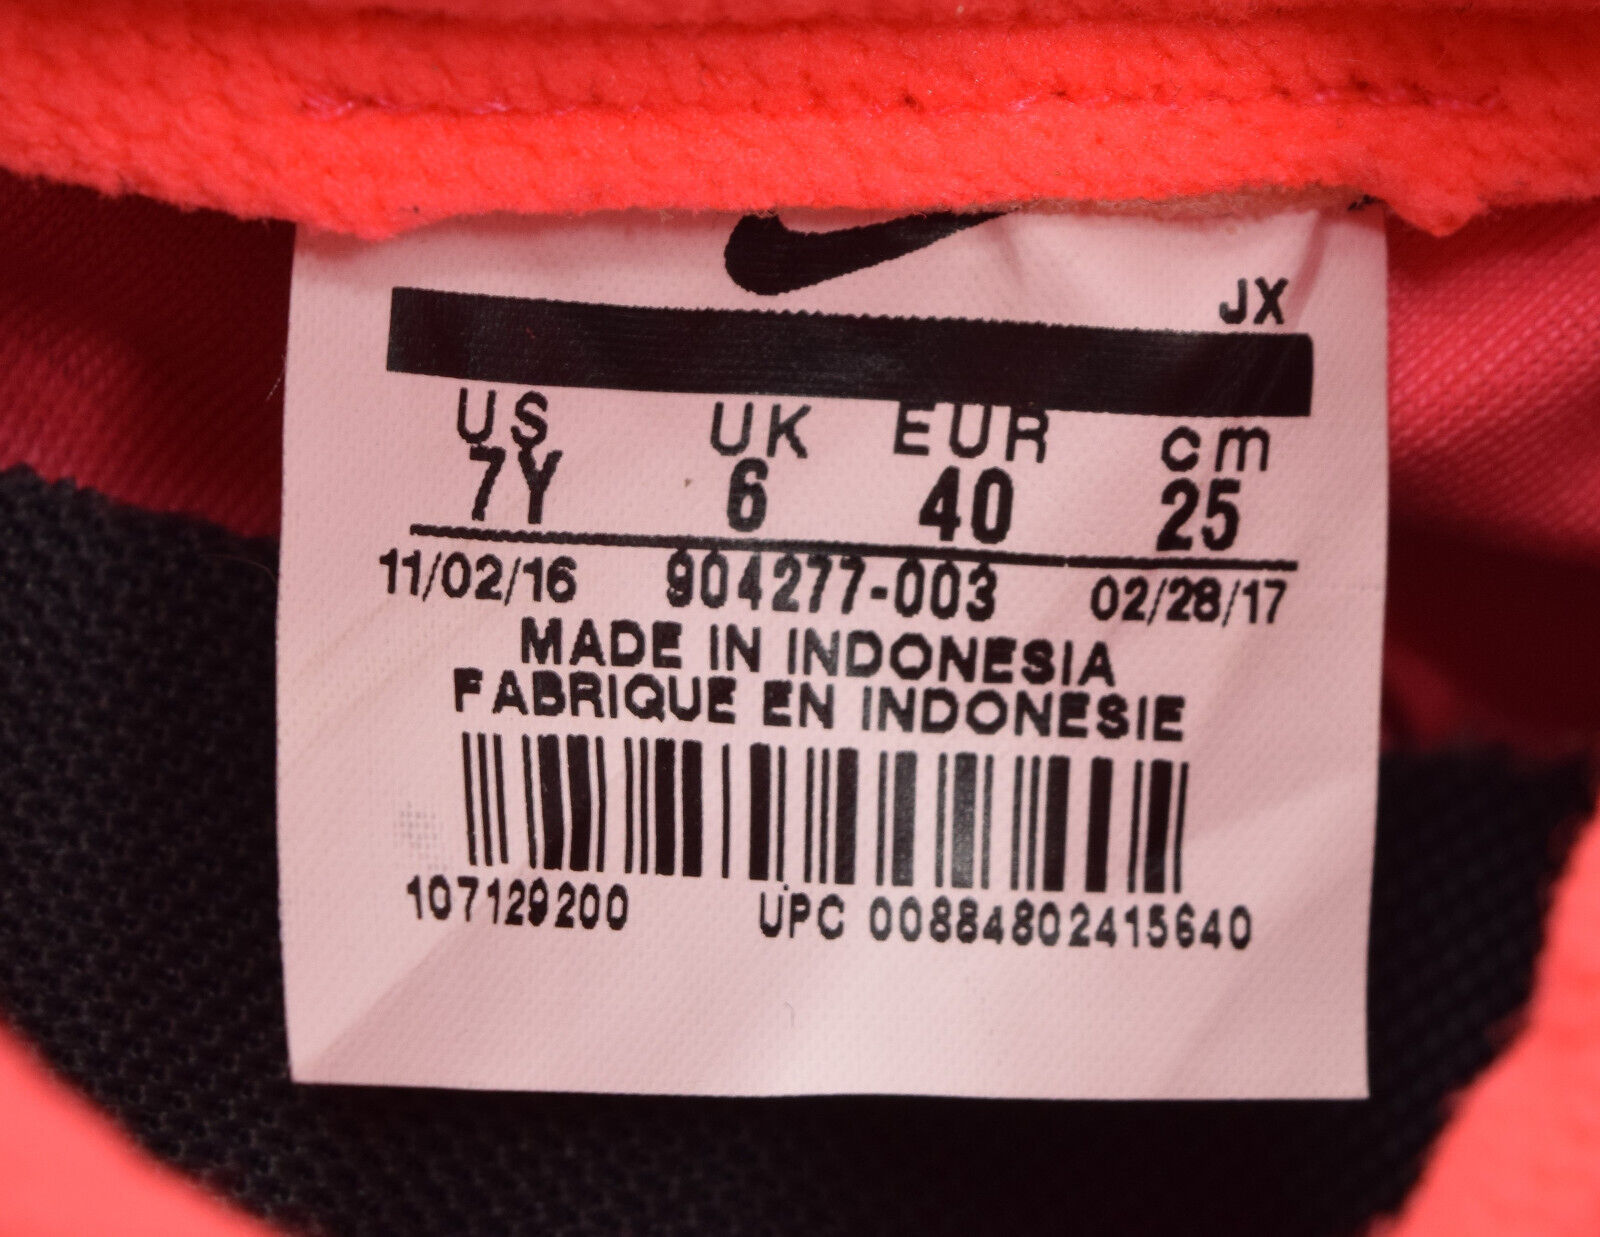 JX
US UK EUR cm
7Y 6 40 25
11/02/16 904277-003 02/28/17
MADE IN INDONESIA
FABRIQUE EN INDONESIE
107129200 UPC 00884802415640